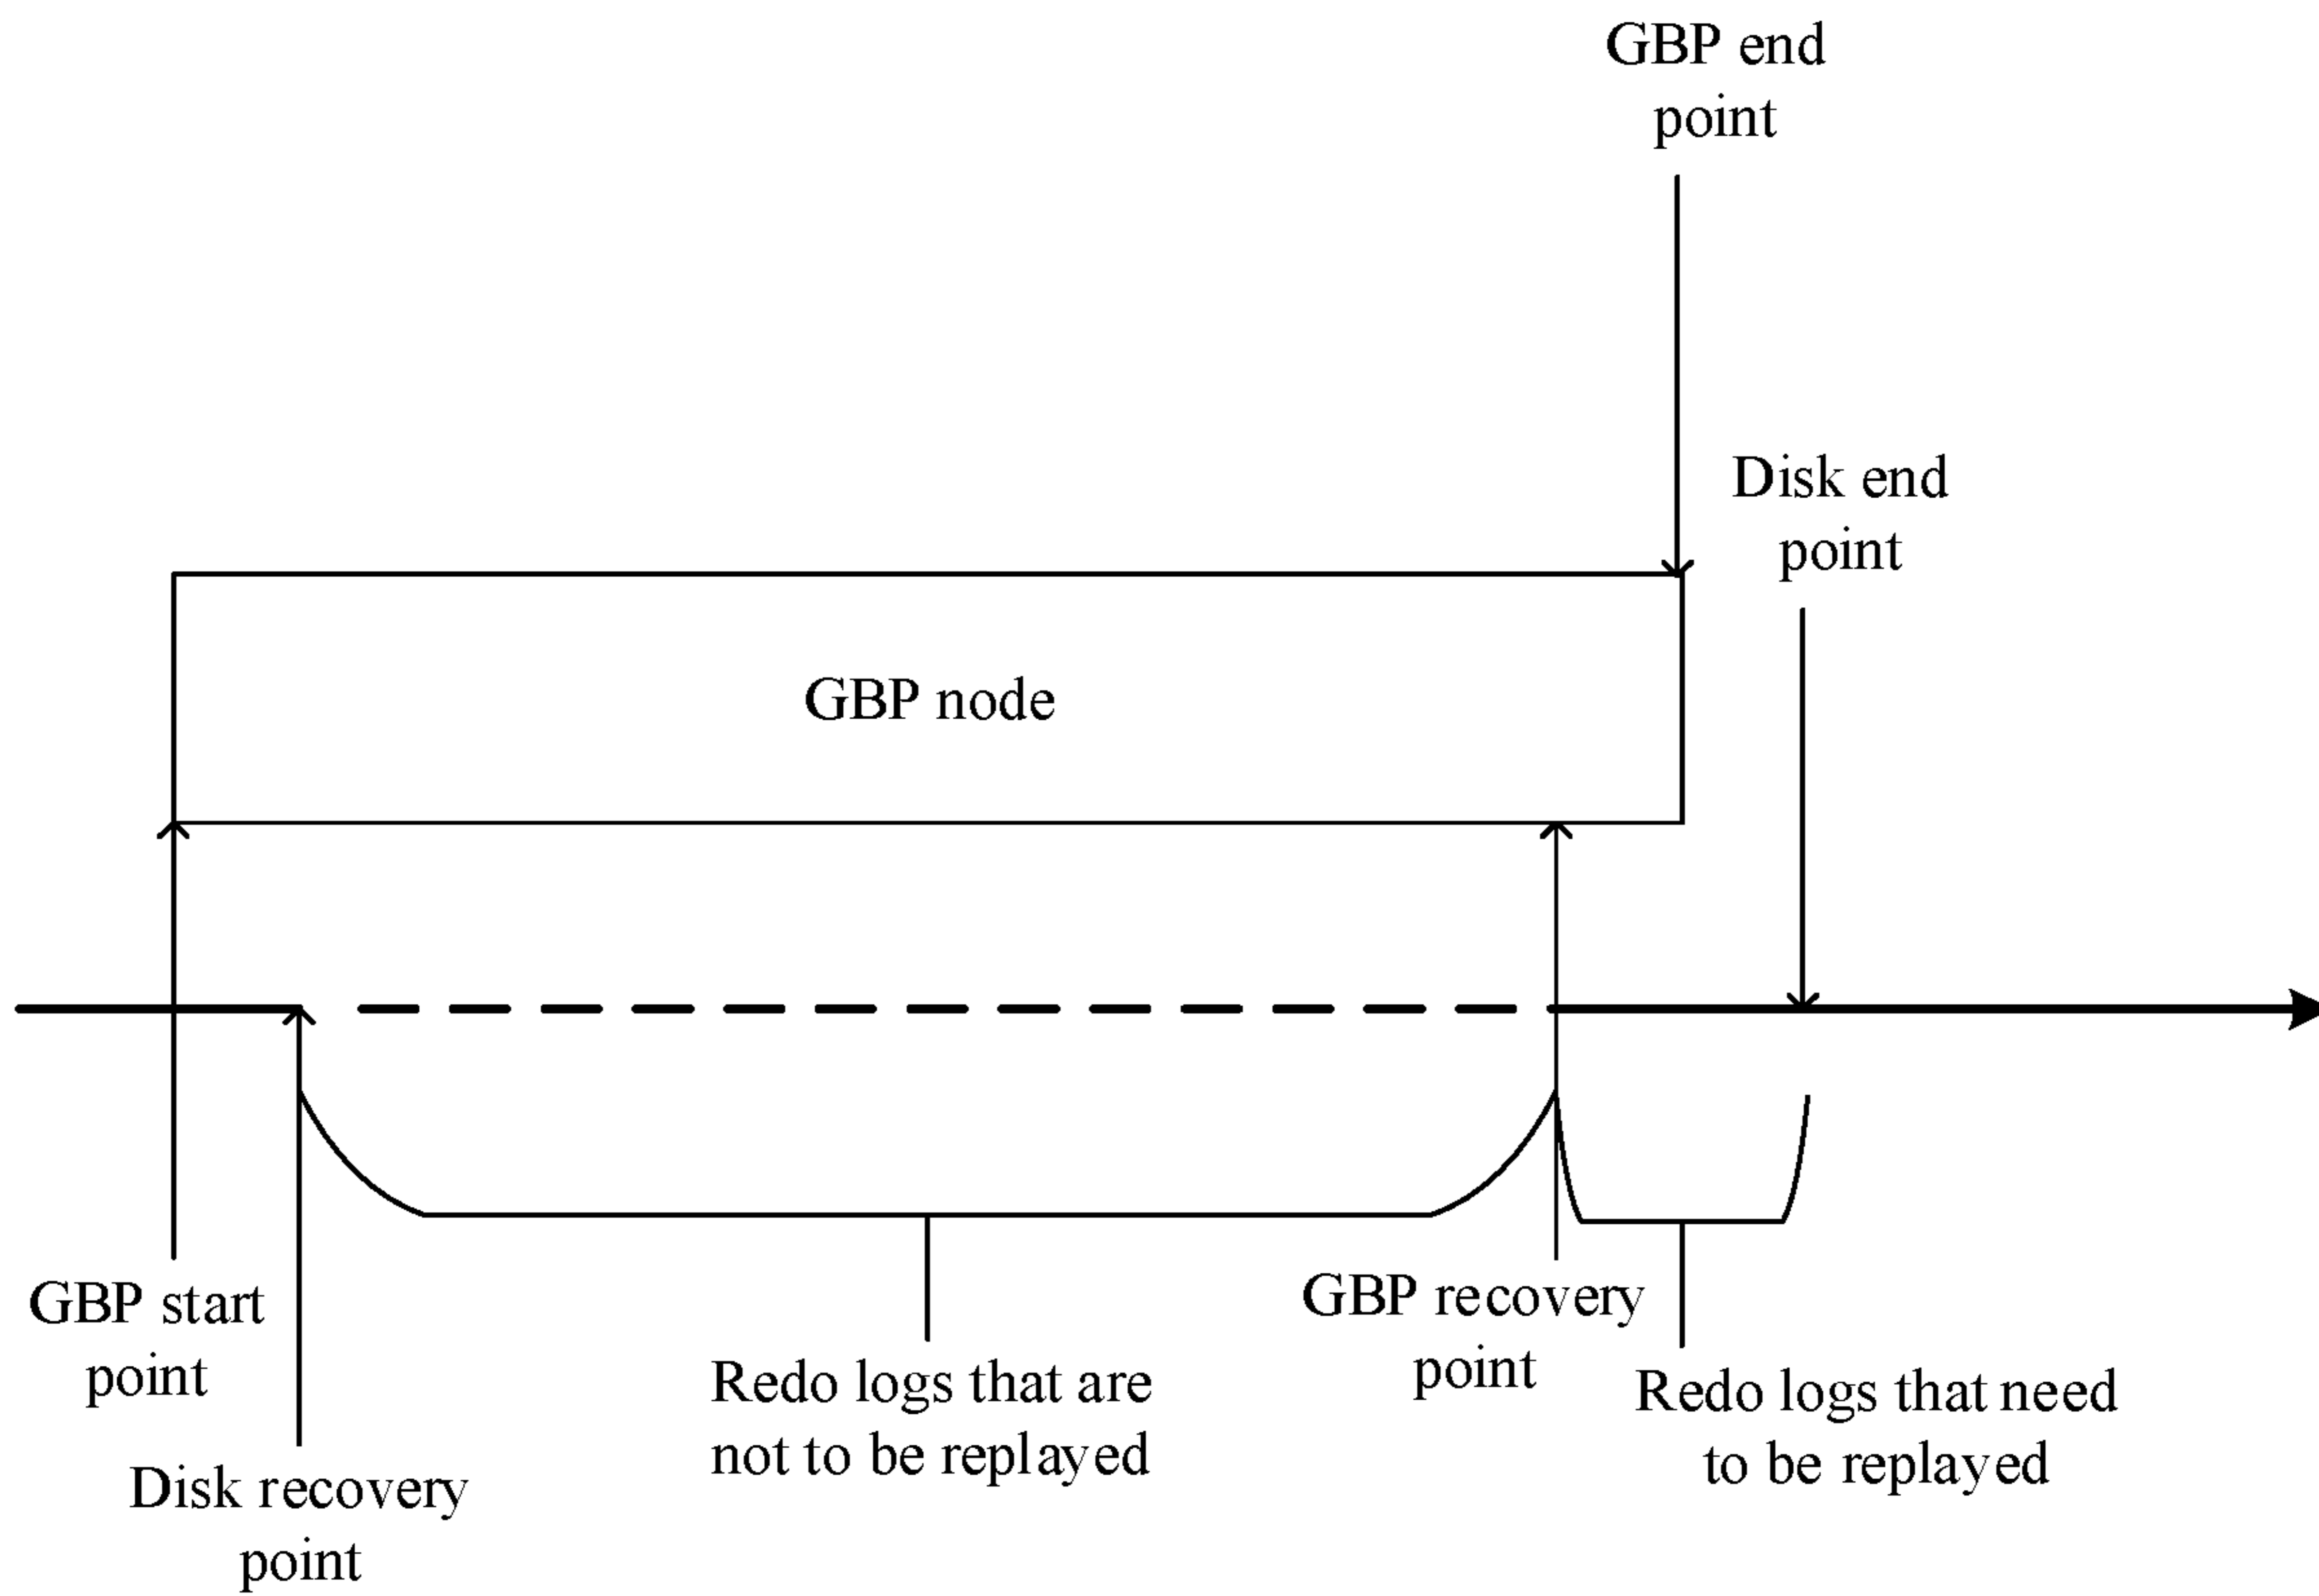 GBP end
point
Disk end
point
GBP node
GBP start
point
Disk recovery
point
Redo logs that are
not to be replayed
GBP recovery
point
Redo logs that need
to be replayed